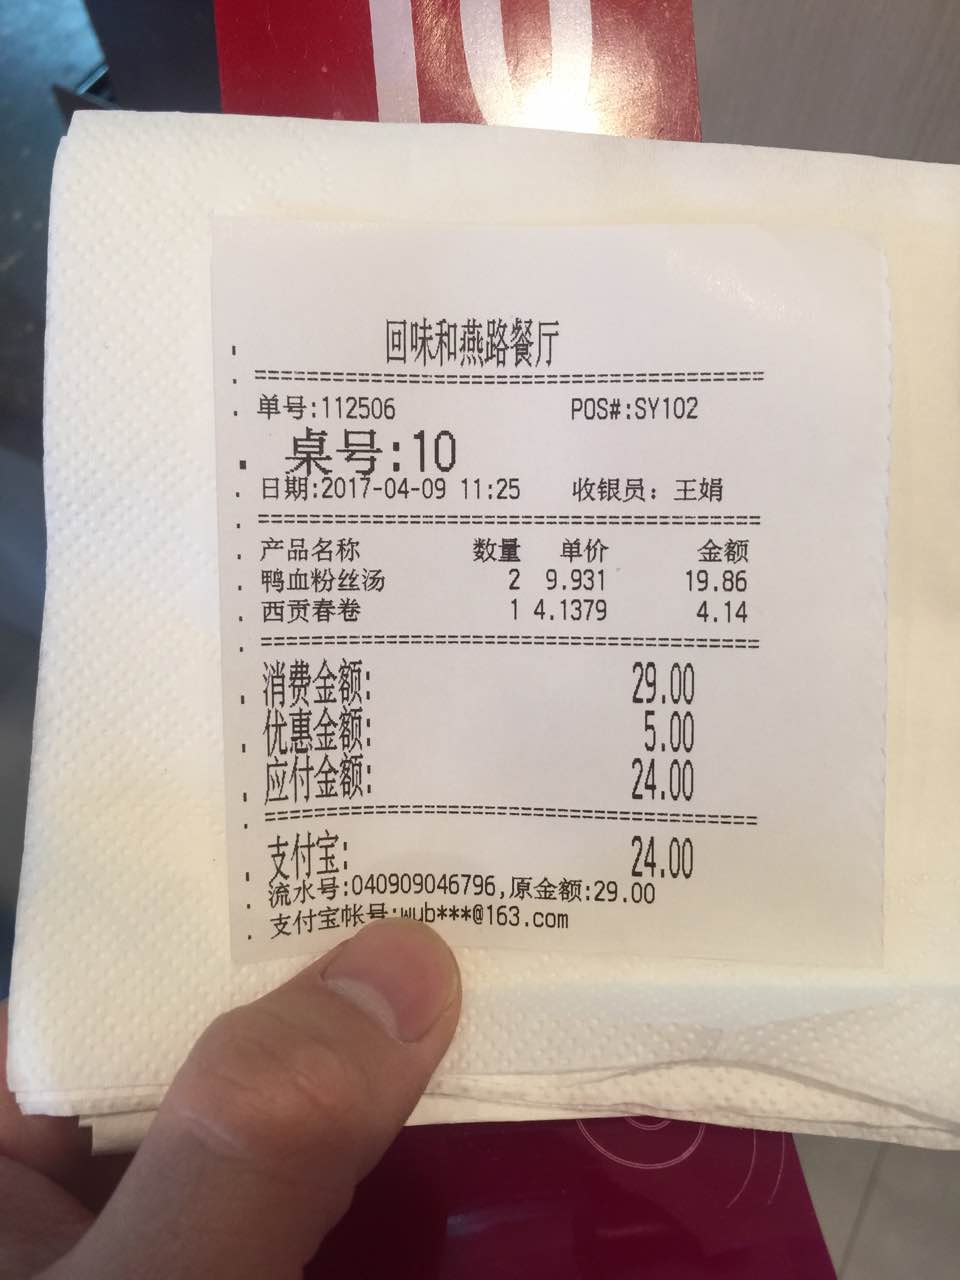 10
回味和燕路餐厅
========================================
单号:112506 POS#:SY102
桌号:10
日期:2017-04-09 11:25 收银员: 王娟
========================================
产品名称 数量 单价 金额
鸭血粉丝汤 2 9.931 19.86
西贡春卷 1 4.1379 4.14
========================================
消费金额: 29.00
优惠金额: 5.00
应付金额: 24.00
========================================
支付宝: 24.00
流水号:040909046796,原金额:29.00
支付宝帐号:wub***@163.com